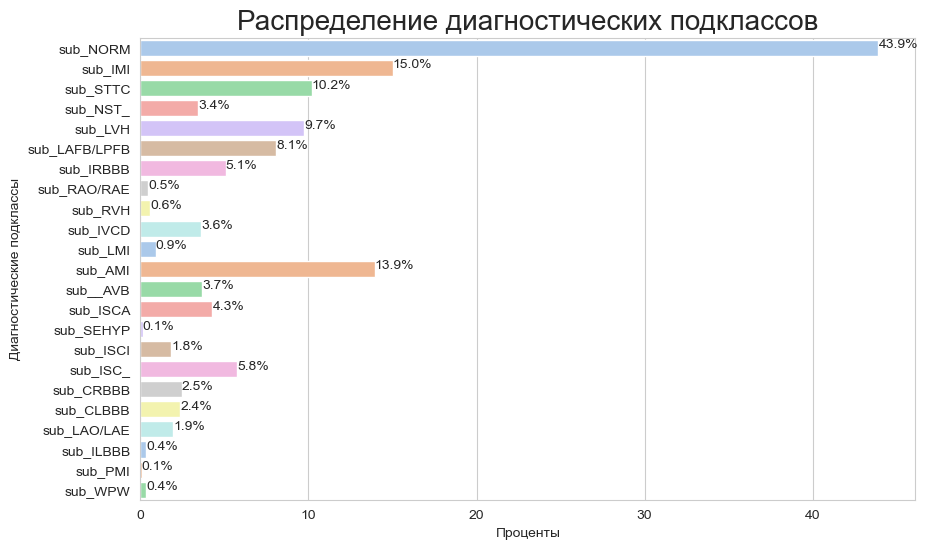 Распределение диагностических подклассов
Диагностические подклассы
sub_NORM 43.9%
sub_IMI 15.0%
sub_STTC 10.2%
sub_NST_ 3.4%
sub_LVH 9.7%
sub_LAFB/LPFB 8.1%
sub_IRBBB 5.1%
sub_RAO/RAE 0.5%
sub_RVH 0.6%
sub_IVCD 3.6%
sub_LMI 0.9%
sub_AMI 13.9%
sub__AVB 3.7%
sub_ISCA 4.3%
sub_SEHYP 0.1%
sub_ISCI 1.8%
sub_ISC_ 5.8%
sub_CRBBB 2.5%
sub_CLBBB 2.4%
sub_LAO/LAE 1.9%
sub_ILBBB 0.4%
sub_PMI 0.1%
sub_WPW 0.4%
0 10 20 30 40
Проценты